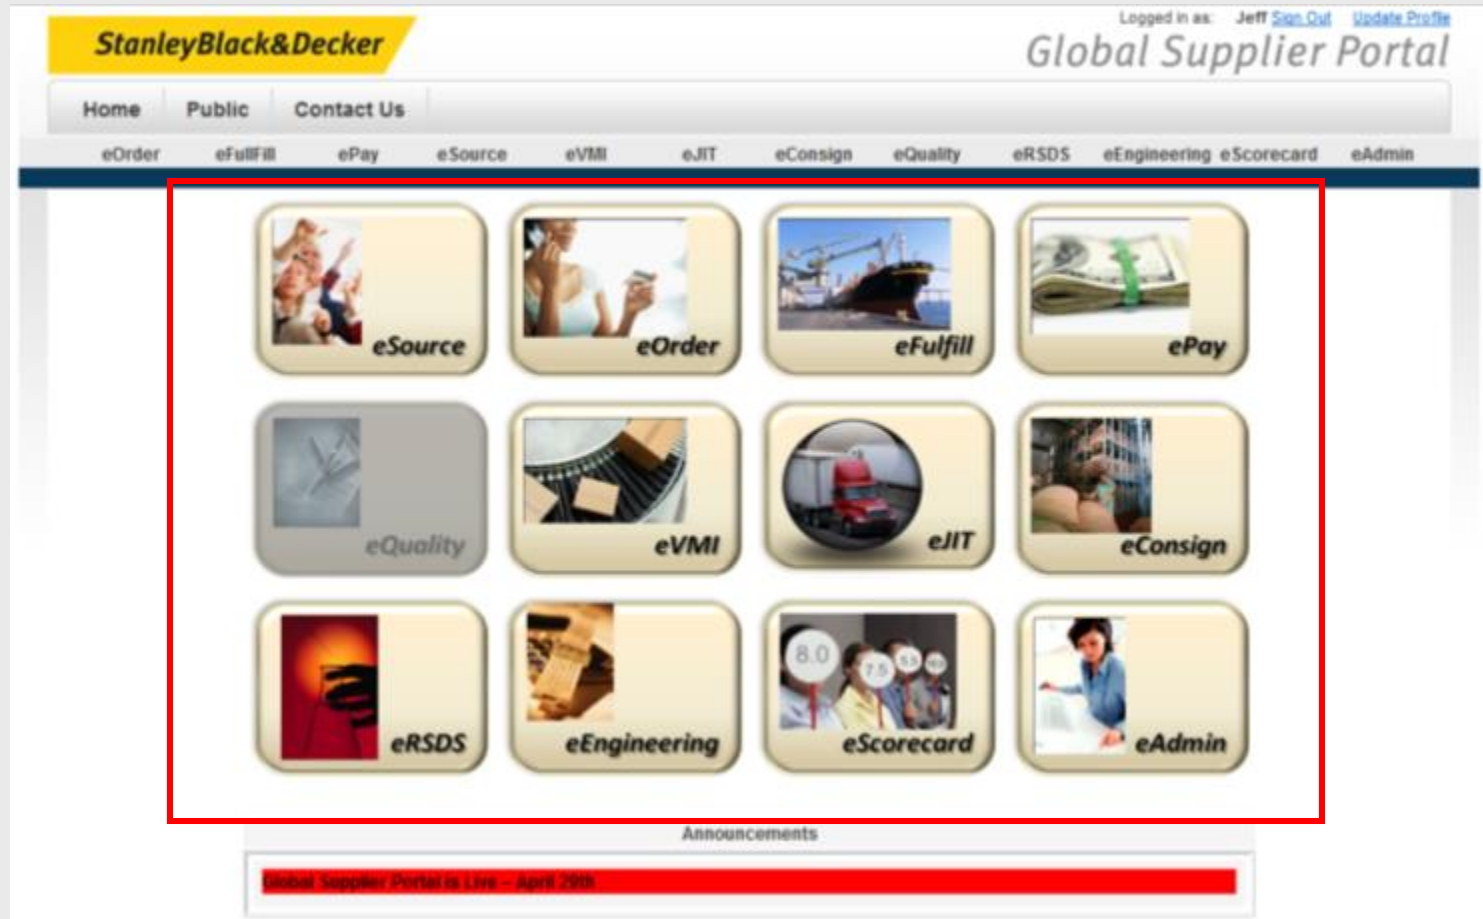 Logged in as: Jeff Sign Out Update Profile
StanleyBlack&Decker
Global Supplier Portal
Home Public Contact Us
eOrder eFullFill ePay eSource eVMI eJIT eConsign eQuality eRSDS eEngineering eScorecard eAdmin
eSource eOrder eFulfill ePay
eQuality eVMI eJIT eConsign
8.0 7.5 5.5
eRSDS eEngineering eScorecard eAdmin
Announcements
Global Supplier Portal is Live – April 29th